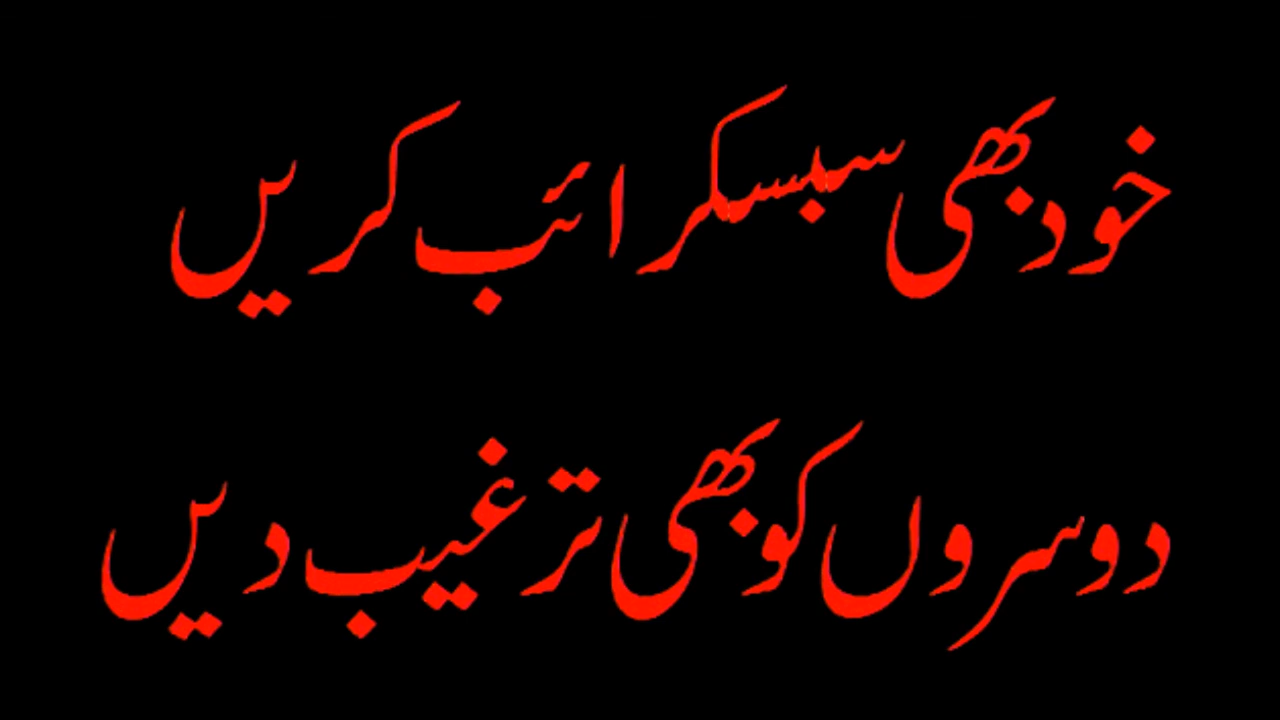 خود بھی سبسکرائب کریں
دوسروں کو بھی ترغیب دیں